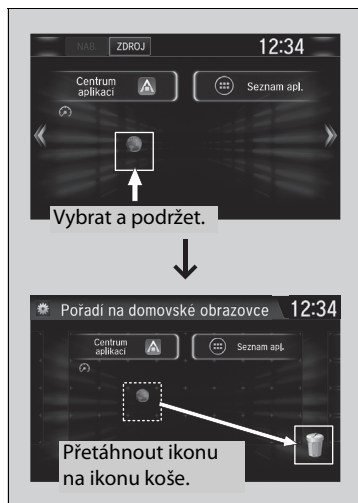 NAB.
ZDROJ
12:34
Centrum
aplikací
Seznam apl.
Vybrat a podržet.
Pořadí na domovské obrazovce
12:34
Centrum
aplikací
Seznam apl.
Přetáhnout ikonu
na ikonu koše.